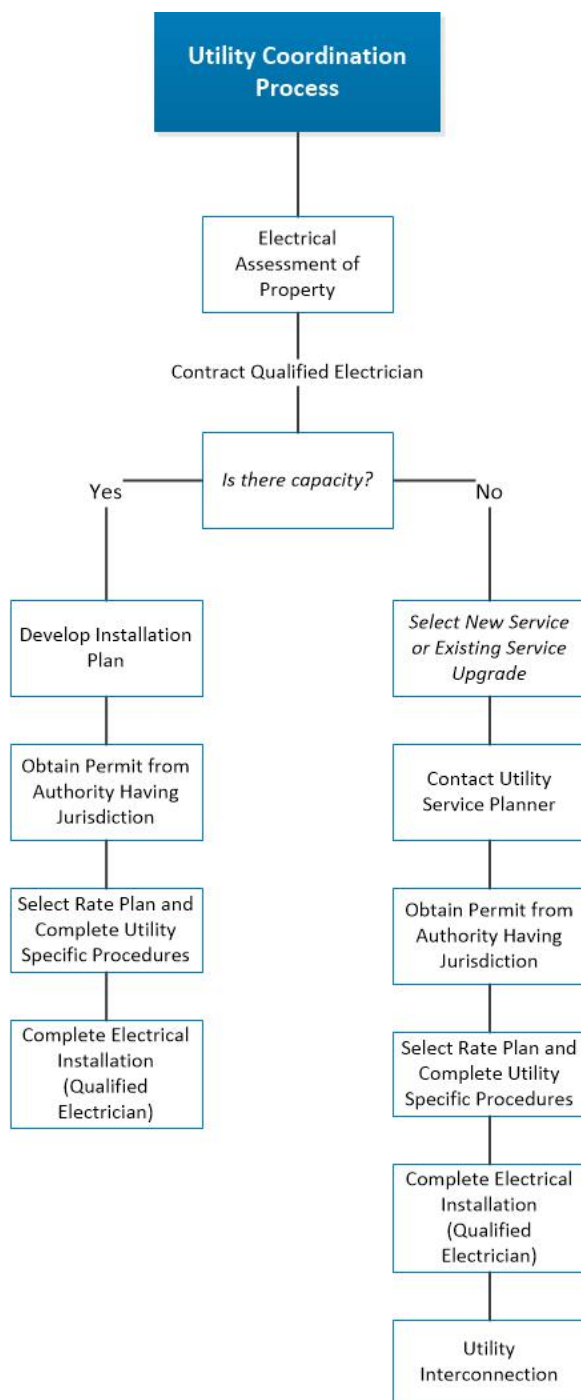 Utility Coordination
Process
Electrical
Assessment of
Property
Contract Qualified Electrician
Is there capacity?
Yes
No
Develop Installation
Plan
Obtain Permit from
Authority Having
Jurisdiction
Select Rate Plan and
Complete Utility
Specific Procedures
Complete Electrical
Installation
(Qualified
Electrician)
Select New Service
or Existing Service
Upgrade
Contact Utility
Service Planner
Obtain Permit from
Authority Having
Jurisdiction
Select Rate Plan and
Complete Utility
Specific Procedures
Complete Electrical
Installation
(Qualified
Electrician)
Utility
Interconnection